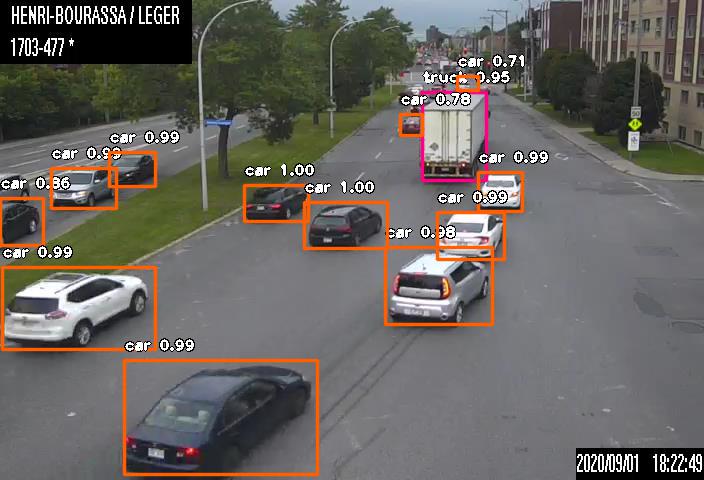 HENRI-BOURASSA / LEGER
1703-477 *
car 0.71
truck 0.95
car 0.78
car 0.99
car 0.99
car 0.99
car 0.86
car 1.00
car 1.00
car 0.99
car 0.98
car 0.99
car 0.99
2020/09/01 18:22:49